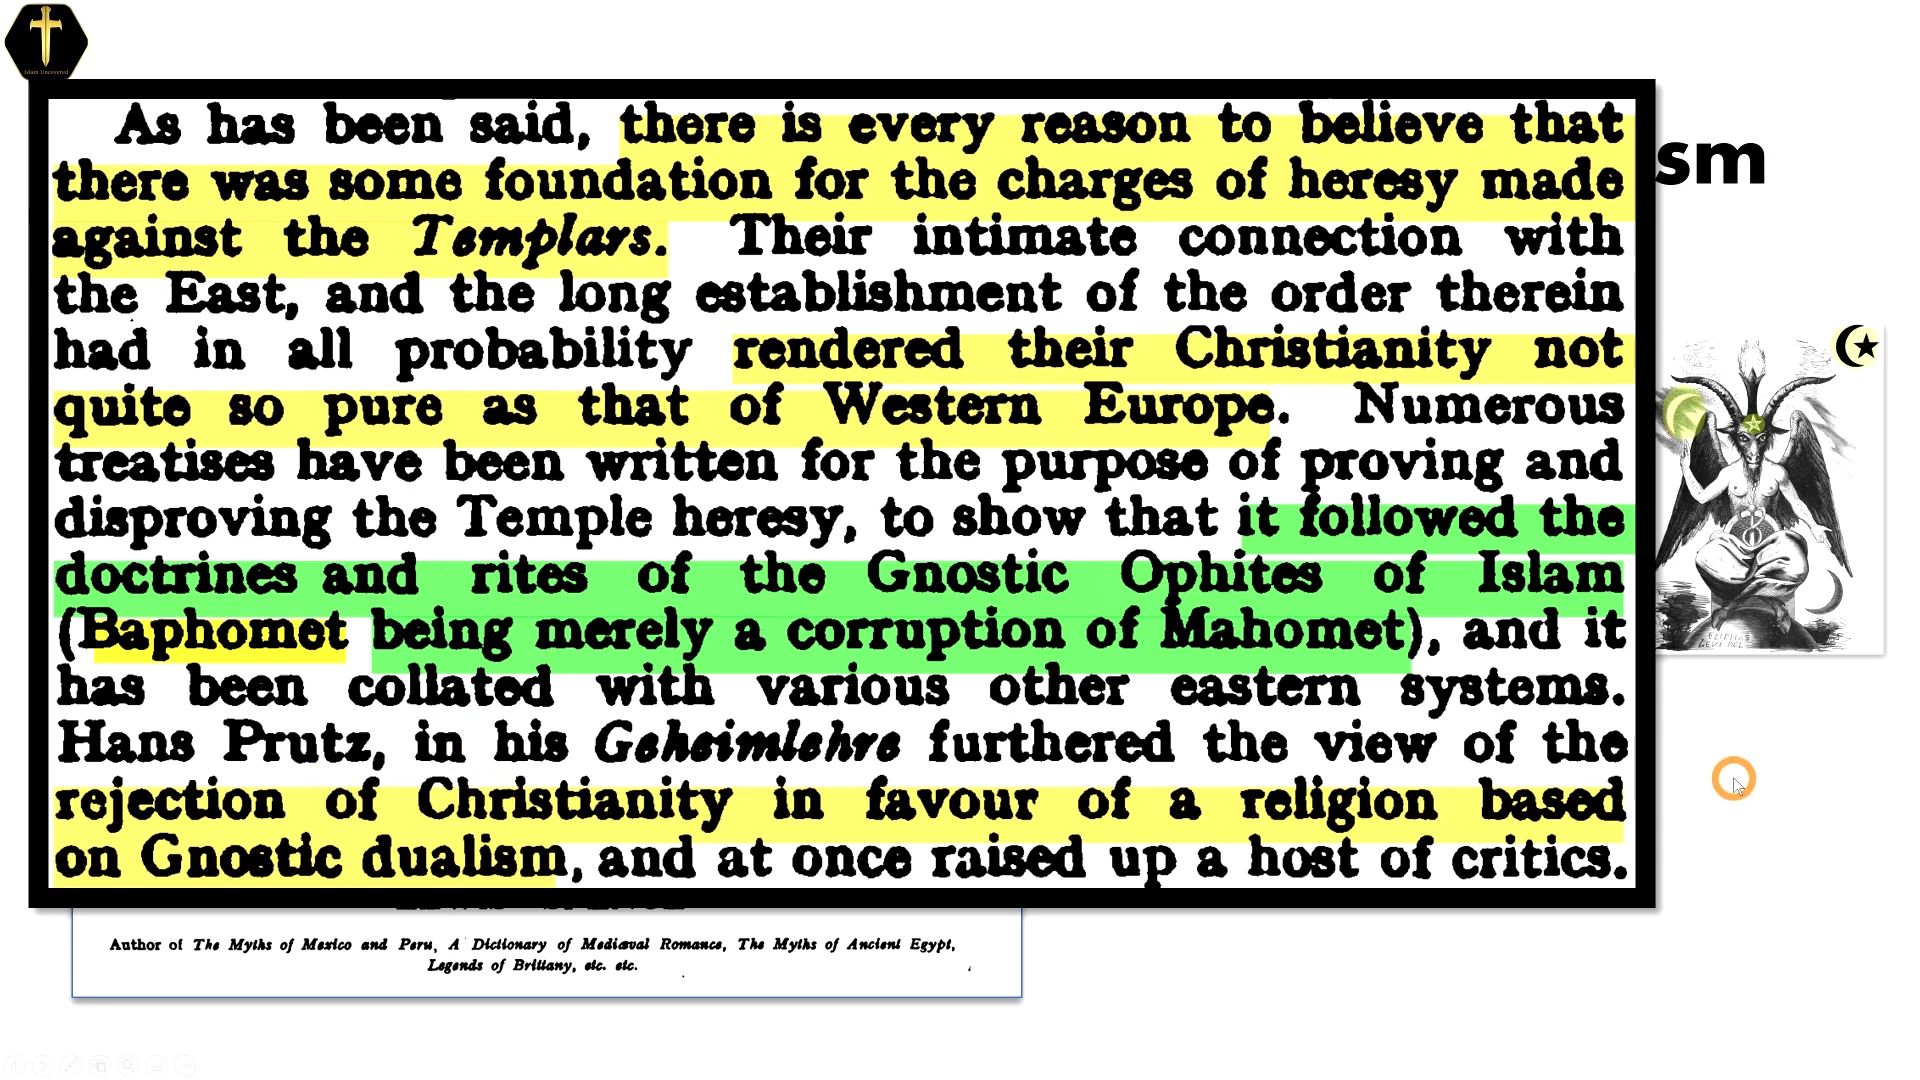 Islam Uncovered
As has been said, there is every reason to believe that
there was some foundation for the charges of heresy made
against the Templars. Their intimate connection with
the East, and the long establishment of the order therein
had in all probability rendered their Christianity not
quite so pure as that of Western Europe. Numerous
treatises have been written for the purpose of proving and
disproving the Temple heresy, to show that it followed the
doctrines and rites of the Gnostic Ophites of Islam
(Baphomet being merely a corruption of Mahomet), and it
has been collated with various other eastern systems.
Hans Prutz, in his Geheimlehre furthered the view of the
rejection of Christianity in favour of a religion based
on Gnostic dualism, and at once raised up a host of critics.
sm
Author of The Myths of Mexico and Peru, A Dictionary of Mediæval Romance, The Myths of Ancient Egypt,
Legends of Brittany, etc. etc.